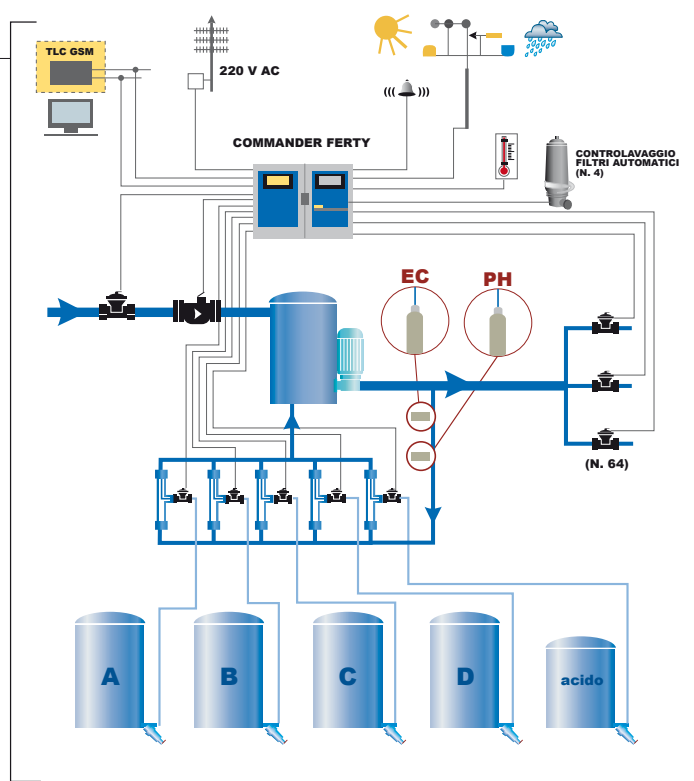 TLC GSM
220 V AC
COMMANDER FERTY
CONTROLAVAGGIO
FILTRI AUTOMATICI
(N. 4)
EC
PH
(N. 64)
A
B
C
D
acido